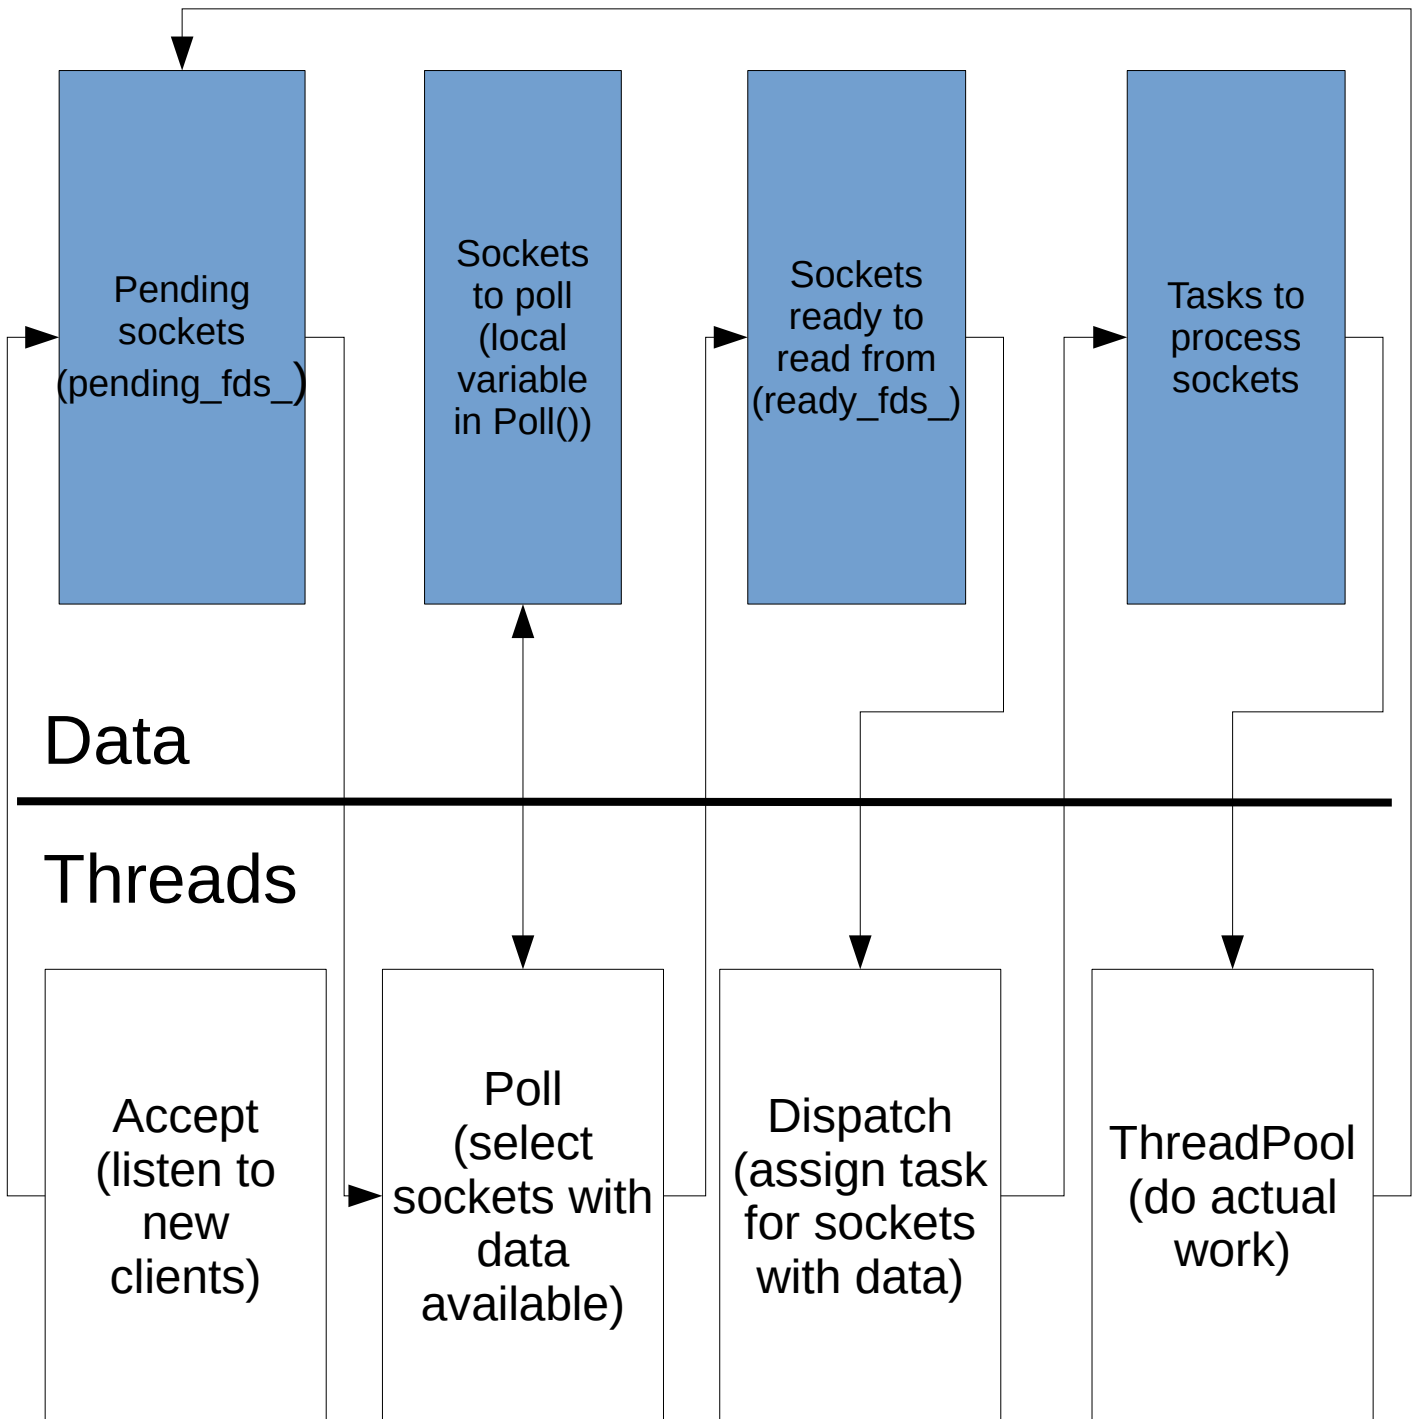 Pending
sockets
(pending_fds_)
Sockets
to poll
(local
variable
in Poll())
Sockets
ready to
read from
(ready_fds_)
Tasks to
process
sockets
Data
Threads
Accept
(listen to
new
clients)
Poll
(select
sockets with
data
available)
Dispatch
(assign task
for sockets
with data)
ThreadPool
(do actual
work)